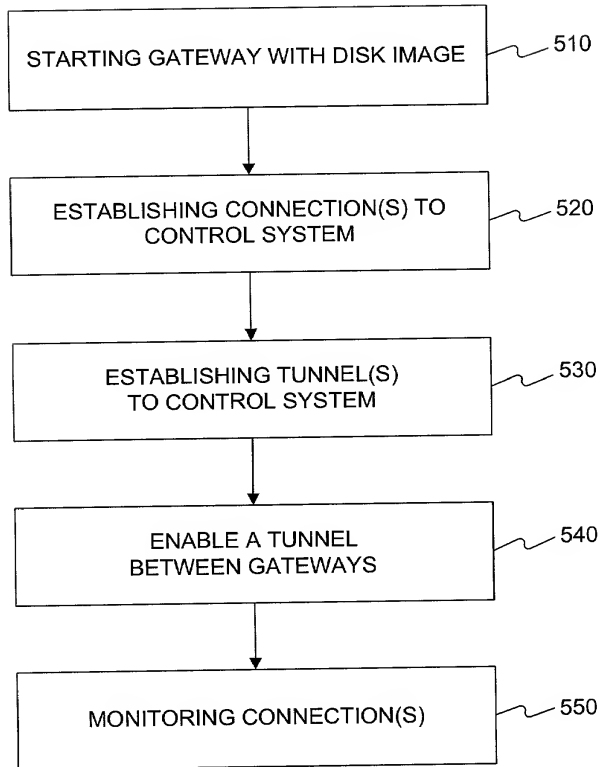 STARTING GATEWAY WITH DISK IMAGE
510
ESTABLISHING CONNECTION(S) TO
CONTROL SYSTEM
520
ESTABLISHING TUNNEL(S)
TO CONTROL SYSTEM
530
ENABLE A TUNNEL
BETWEEN GATEWAYS
540
MONITORING CONNECTION(S)
550